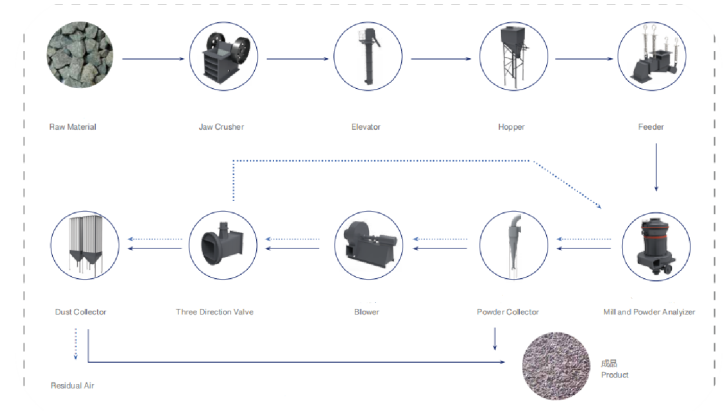 Raw Material
Jaw Crusher
Elevator
Hopper
Feeder
Dust Collector
Three Direction Valve
Blower
Powder Collector
Mill and Powder Analyizer
成品
Product
Residual Air